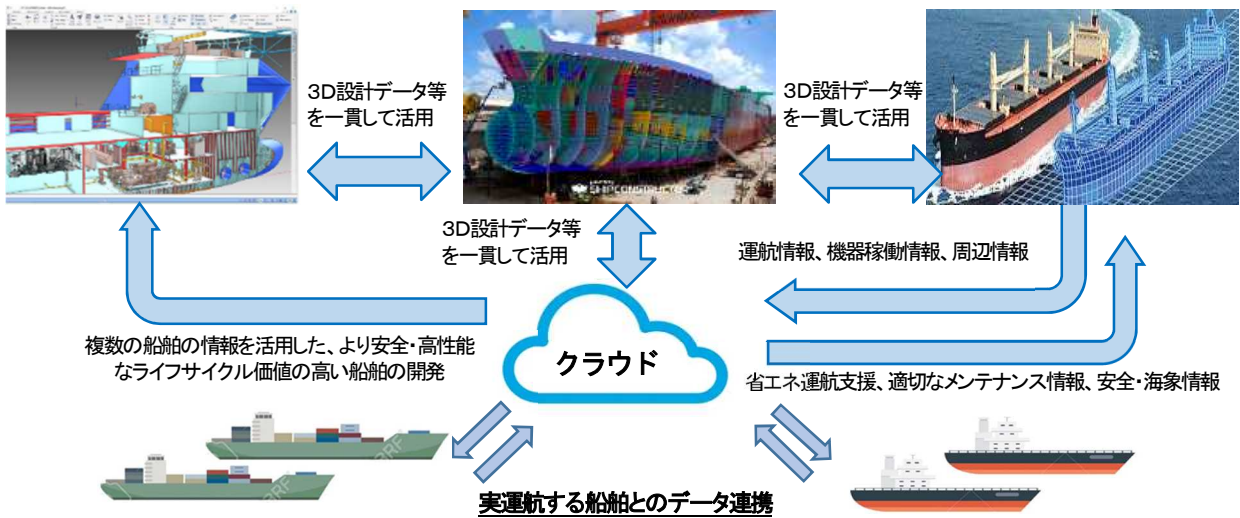 3D設計データ等
を一貫して活用
3D設計データ等
を一貫して活用
SHIPCONSTRUCTOR
3D設計データ等
を一貫して活用
運航情報、機器稼働情報、周辺情報
クラウド
複数の船舶の情報を活用した、より安全・高性能
なライフサイクル価値の高い船舶の開発
省エネ運航支援、適切なメンテナンス情報、安全・海象情報
実運航する船舶とのデータ連携